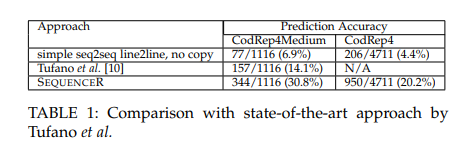 Approach Prediction Accuracy
CodRep4Medium CodRep4
simple seq2seq line2line, no copy 77/1116 (6.9%) 206/4711 (4.4%)
Tufano et al. [10] 157/1116 (14.1%) N/A
SEQUENCER 344/1116 (30.8%) 950/4711 (20.2%)
TABLE 1: Comparison with state-of-the-art approach by
Tufano et al.